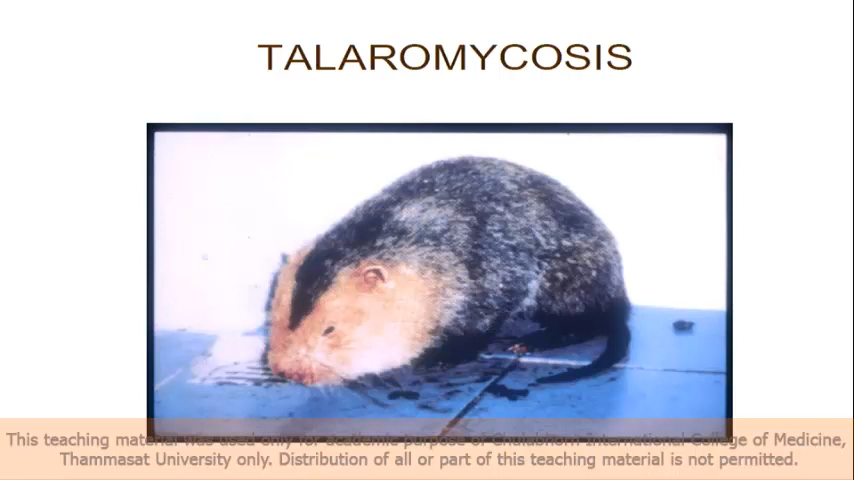 TALAROMYCOSIS
This teaching material was used only for academic purpose of Chulabhorn International College of Medicine,
Thammasat University only. Distribution of all or part of this teaching material is not permitted.